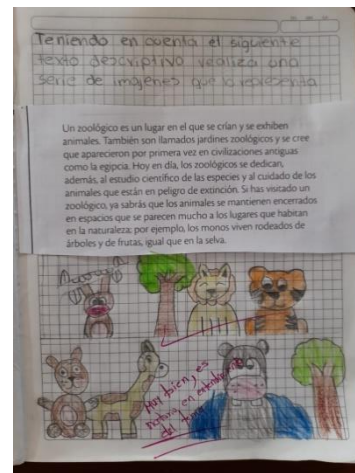 Teniendo en cuenta el siguiente
texto descriptivo realiza una
serie de imagenes que lo representa
Un zoológico es un lugar en el que se crían y se exhiben
animales. También son llamados jardines zoológicos y se cree
que aparecieron por primera vez en civilizaciones antiguas
como la egipcia. Hoy en día, los zoológicos se dedican,
además, al estudio científico de las especies y al cuidado de los
animales que están en peligro de extinción. Si has visitado un
zoológico, ya sabrás que los animales se mantienen encerrados
en espacios que se parecen mucho a los lugares que habitan
en la naturaleza; por ejemplo, los monos viven rodeados de
árboles y de frutas, igual que en la selva.
Muy bien, es
en
del